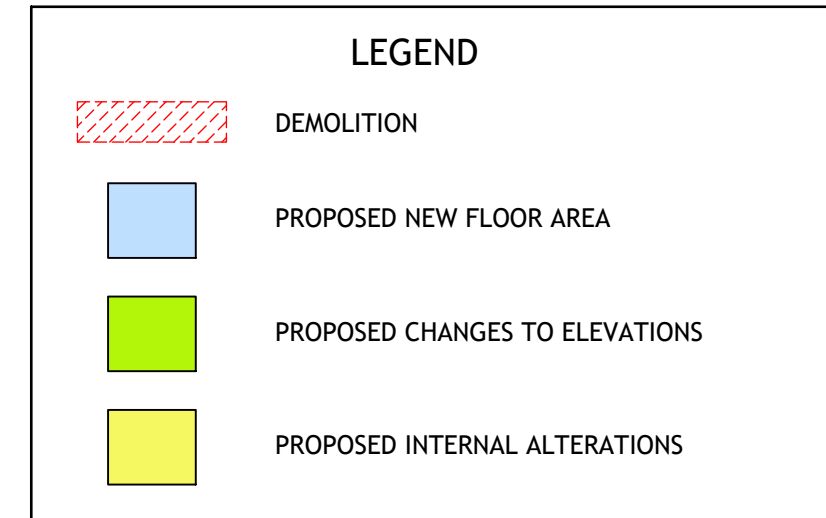 LEGEND
DEMOLITION
PROPOSED NEW FLOOR AREA
PROPOSED CHANGES TO ELEVATIONS
PROPOSED INTERNAL ALTERATIONS